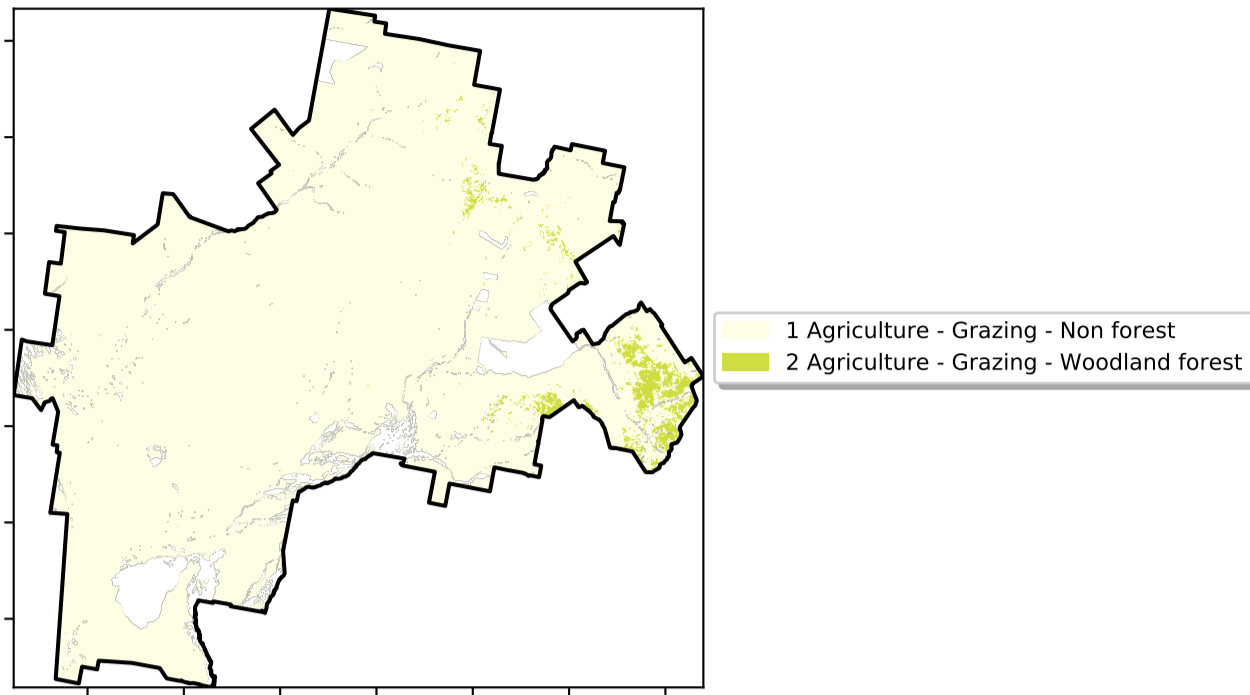 1 Agriculture - Grazing - Non forest
2 Agriculture - Grazing - Woodland forest